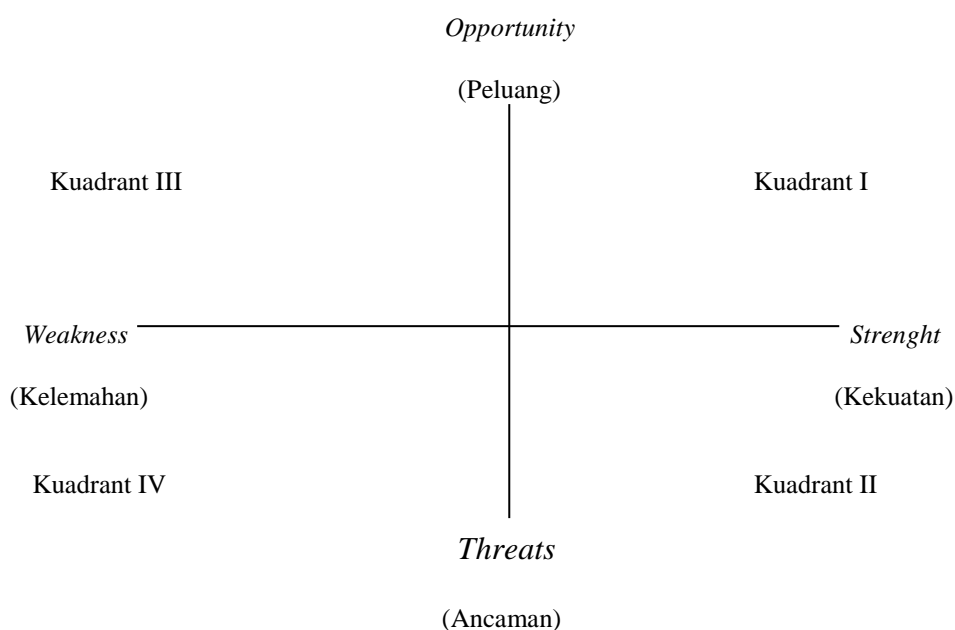 Opportunity
(Peluang)
Kuadrant III
Kuadrant I
Weakness
Strenght
(Kelemahan)
(Kekuatan)
Kuadrant IV
Kuadrant II
Threats
(Ancaman)